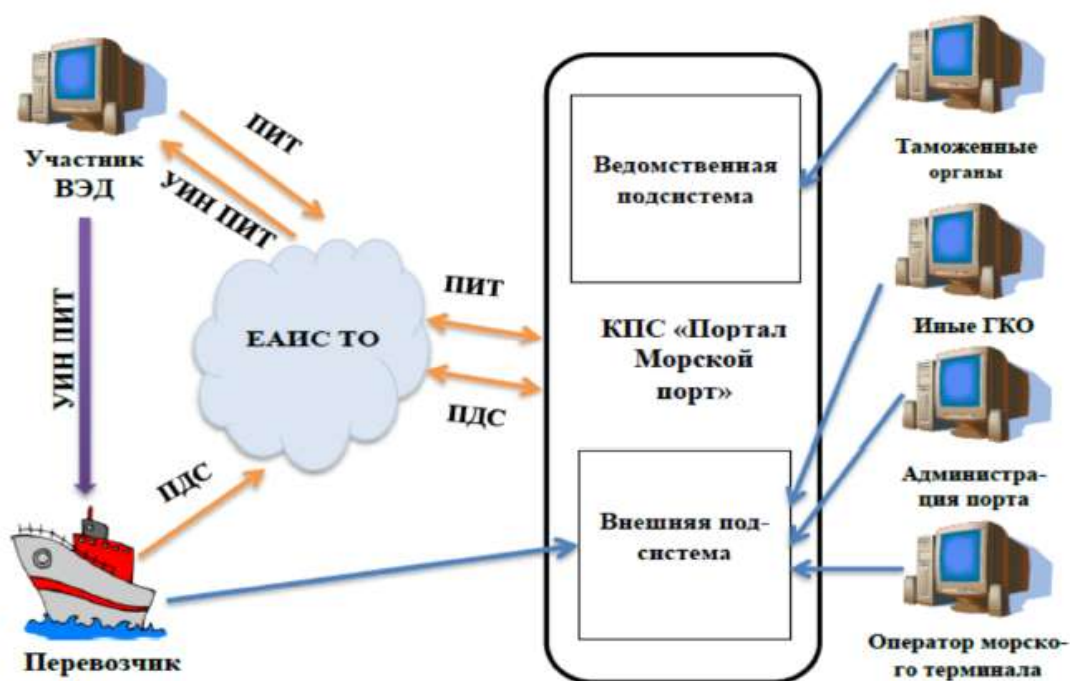 Участник
ВЭД
ПИТ
УИН ПИТ
УИН ПИТ
ЕАИС ТО
ПИТ
ПДС
ПДС
Перевозчик
Ведомственная
подсистема
КПС «Портал
Морской
порт»
Внешняя под-
система
Таможенные
органы
Иные ГКО
Администра-
ция порта
Оператор морско-
го терминала